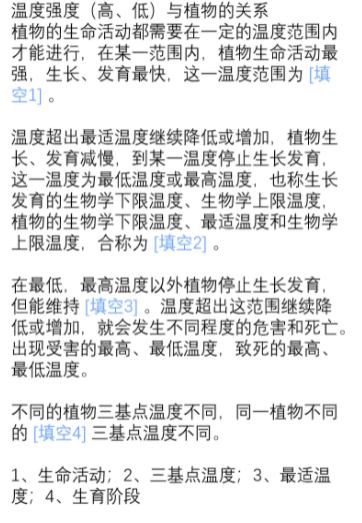 温度强度（高、低）与植物的关系
植物的生命活动都需要在一定的温度范围内
才能进行，在某一范围内，植物生命活动最
强，生长、发育最快，这一温度范围为 [填
空1] 。
温度超出最适温度继续降低或增加，植物生
长、发育减慢，到某一温度停止生长发育，
这一温度为最低温度或最高温度，也称生长
发育的生物学下限温度、生物学上限温度，
植物的生物学下限温度、最适温度和生物学
上限温度，合称为 [填空2] 。
在最低，最高温度以外植物停止生长发育，
但能维持 [填空3] 。温度超出这范围继续降
低或增加，就会发生不同程度的危害和死亡。
出现受害的最高、最低温度，致死的最高、
最低温度。
不同的植物三基点温度不同，同一植物不同
的 [填空4] 三基点温度不同。
1、生命活动；2、三基点温度；3、最适温
度；4、生育阶段